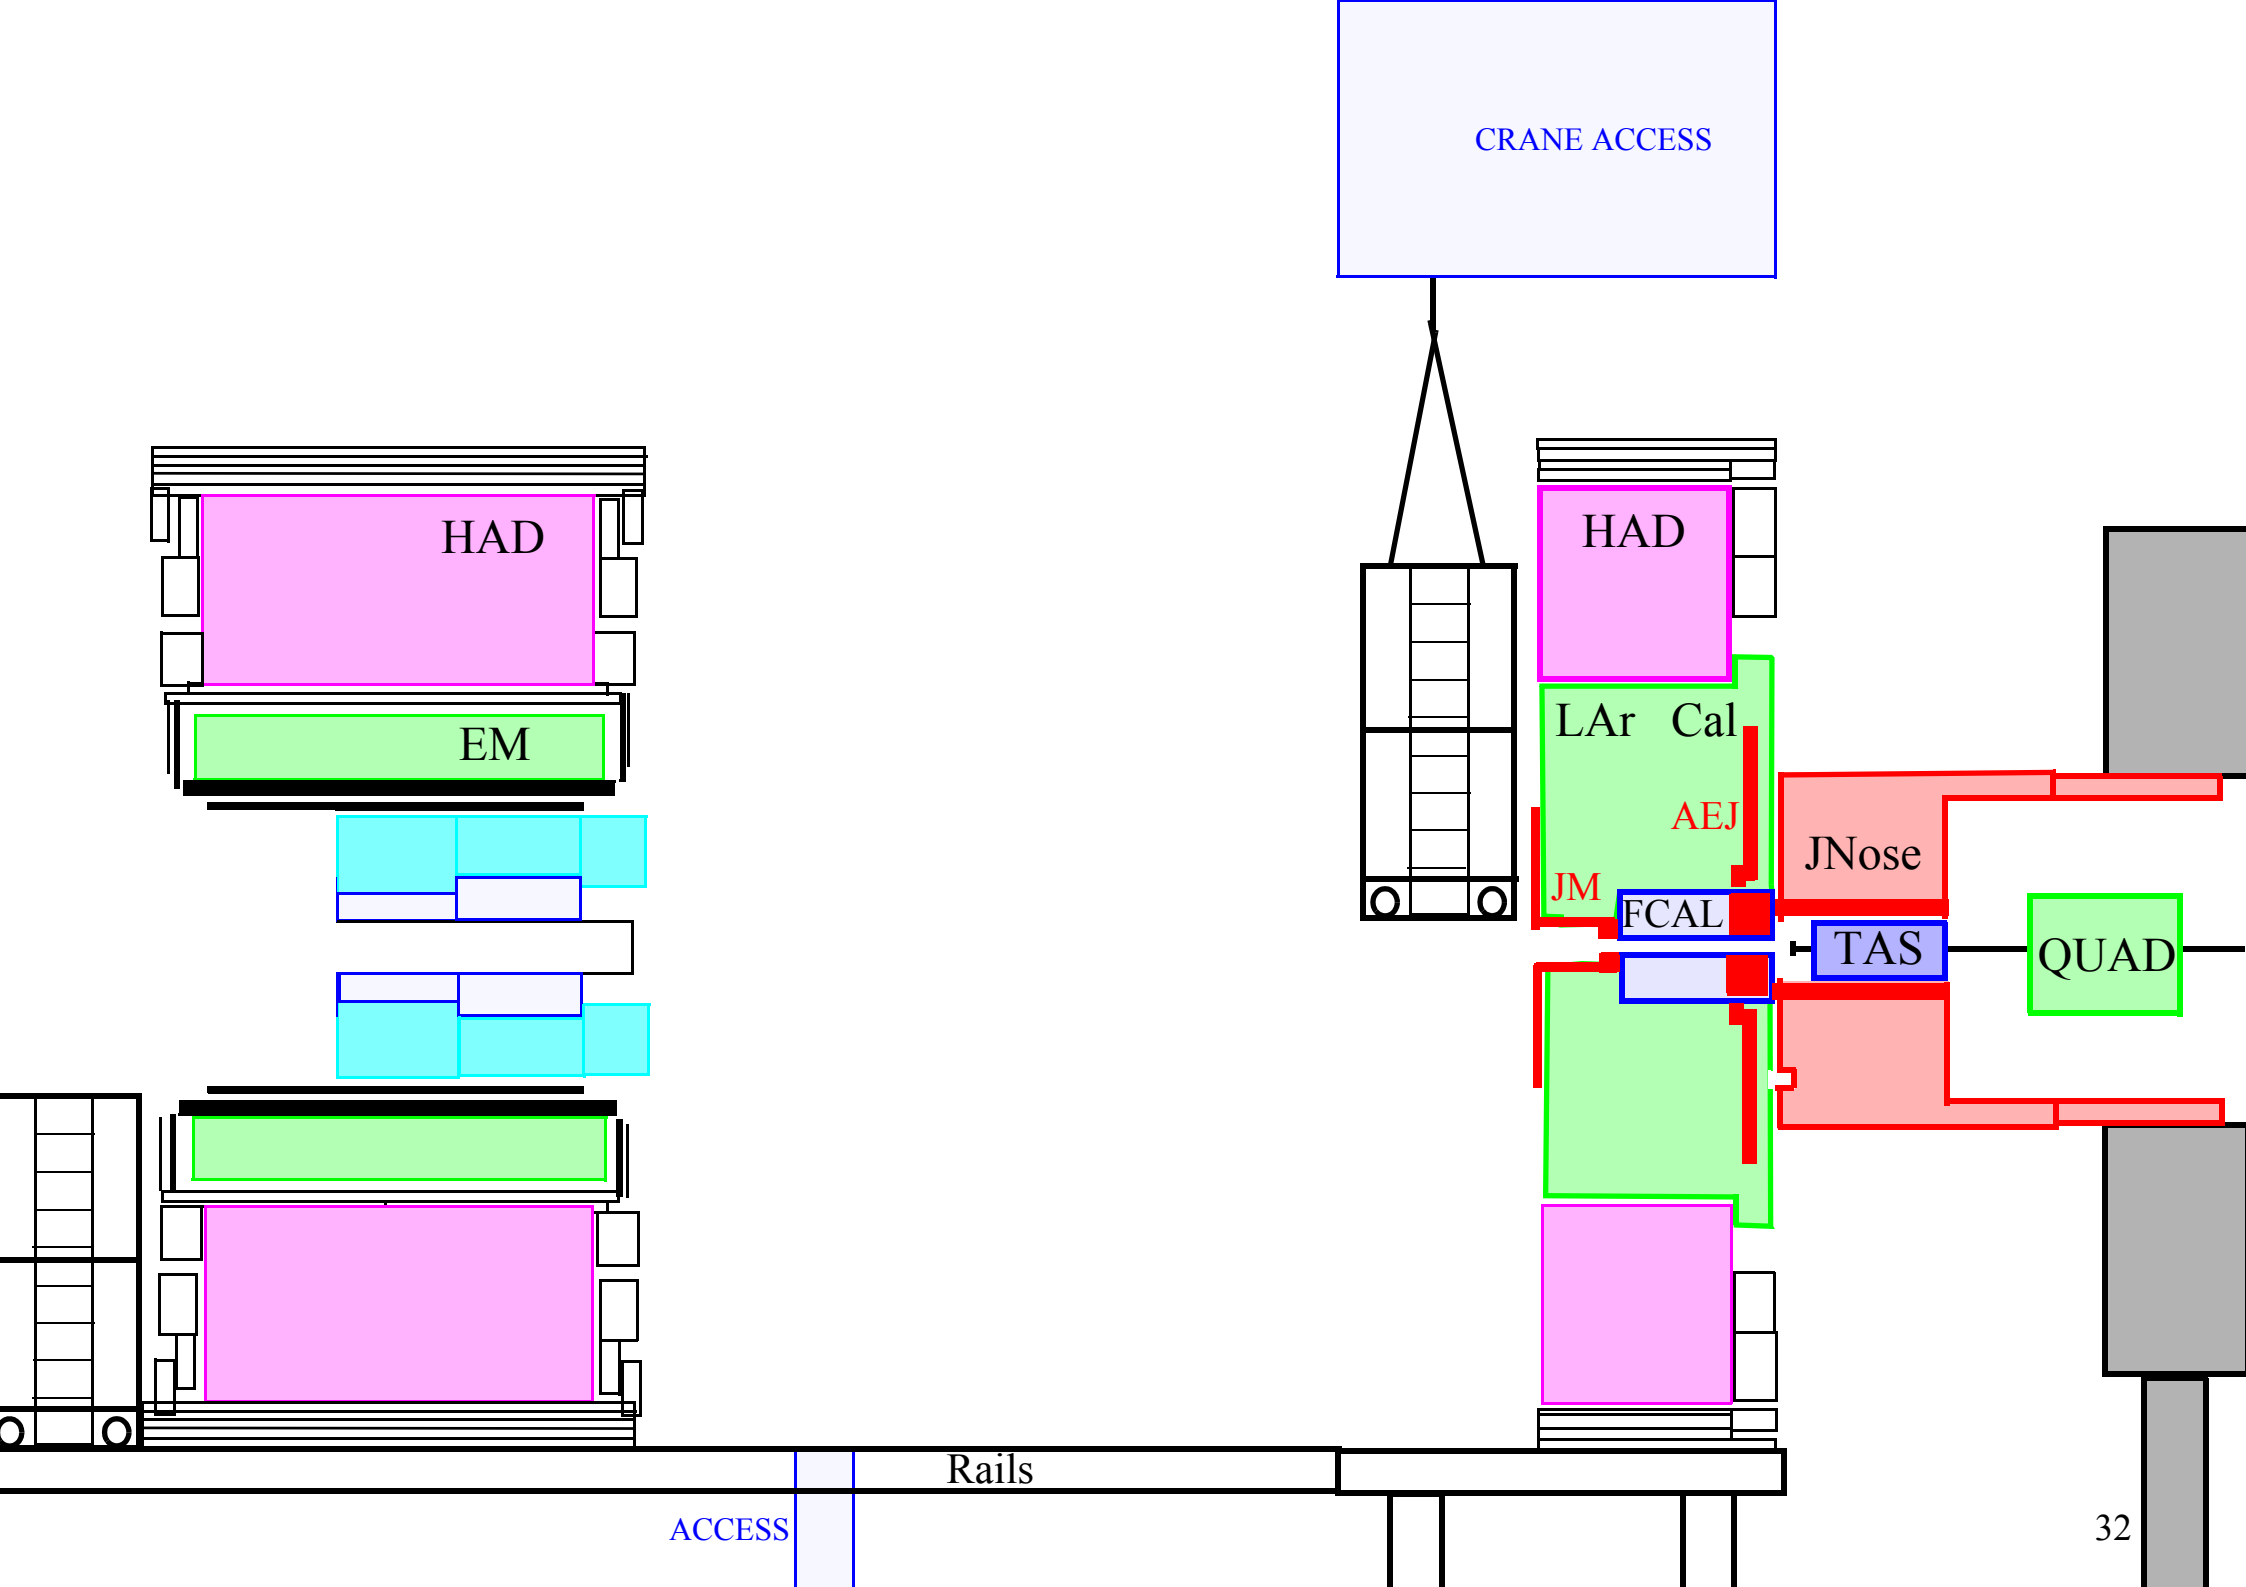 CRANE ACCESS
HAD
HAD
LAr Cal
EM
AEJ
JNose
JM
FCAL
TAS
QUAD
Rails
ACCESS
32